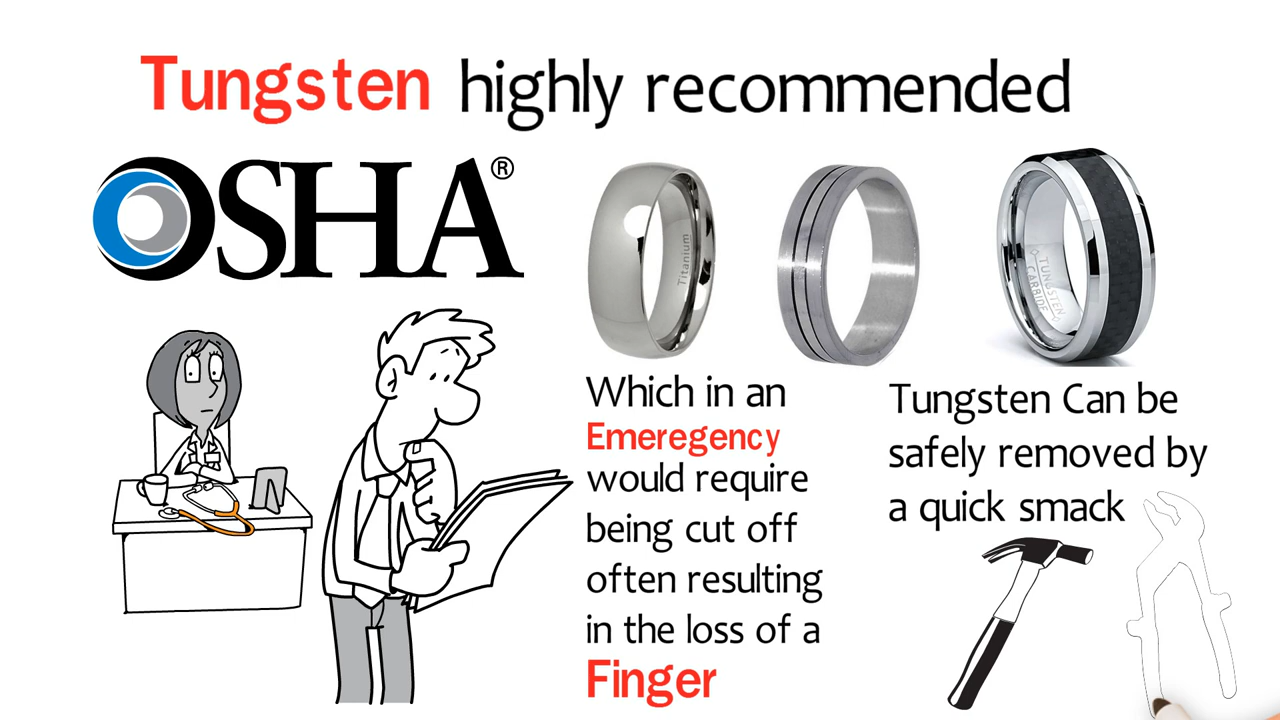 Tungsten highly recommended
OSHA®
Titanium
TUNGSTEN
CARBIDE
Which in an
Emeregency
would require
being cut off
often resulting
in the loss of a
Finger
Tungsten Can be
safely removed by
a quick smack